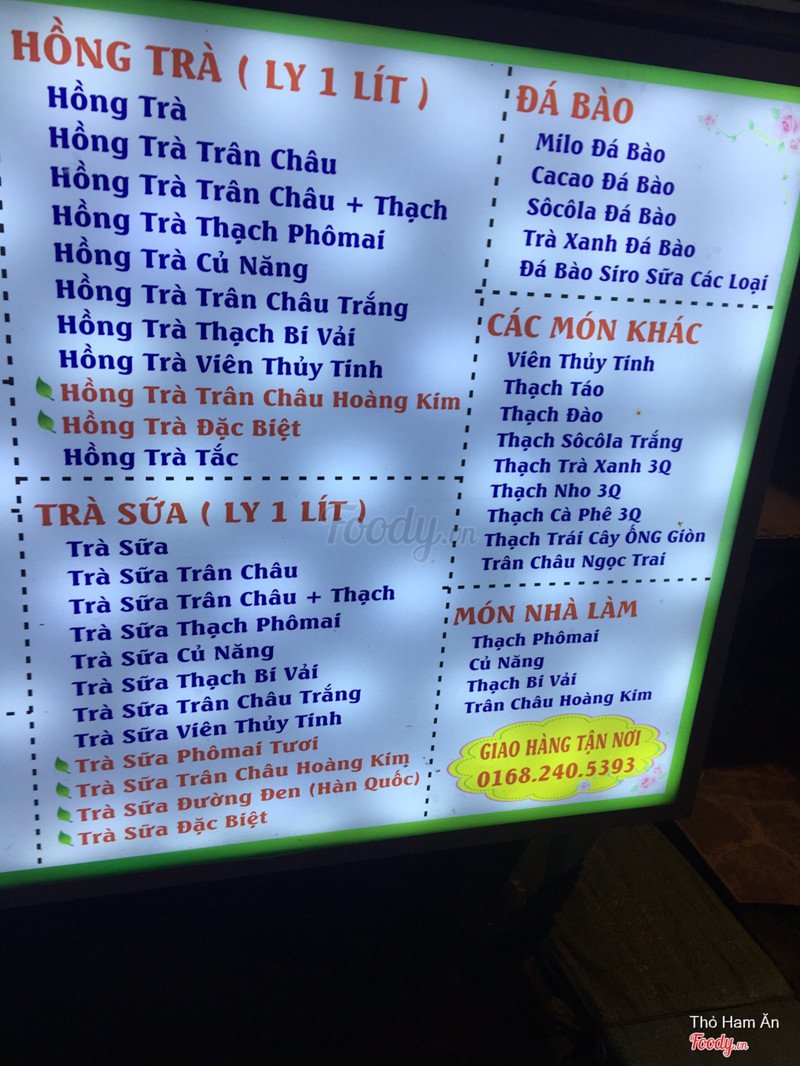 HỒNG TRÀ ( LY 1 LÍT )
Hồng Trà
Hồng Trà Trân Châu
Hồng Trà Trân Châu + Thạch
Hồng Trà Thạch Phômai
Hồng Trà Củ Năng
Hồng Trà Trân Châu Trắng
Hồng Trà Thạch Bí Vải
Hồng Trà Viên Thủy Tinh
Hồng Trà Trân Châu Hoàng Kim
Hồng Trà Đặc Biệt
Hồng Trà Tắc
TRÀ SỮA ( LY 1 LÍT )
Trà Sữa
Trà Sữa Trân Châu
Trà Sữa Trân Châu + Thạch
Trà Sữa Thạch Phômai
Trà Sữa Củ Năng
Trà Sữa Thạch Bí Vải
Trà Sữa Trân Châu Trắng
Trà Sữa Viên Thủy Tinh
Trà Sữa Phômai Tươi
Trà Sữa Trân Châu Hoàng Kim
Trà Sữa Đường Đen (Hàn Quốc)
Trà Sữa Đặc Biệt
ĐÁ BÀO
Milo Đá Bào
Cacao Đá Bào
Sôcôla Đá Bào
Trà Xanh Đá Bào
Đá Bào Siro Sữa Các Loại
CÁC MÓN KHÁC
Viên Thủy Tinh
Thạch Táo
Thạch Đào
Thạch Sôcôla Trắng
Thạch Trà Xanh 3Q
Thạch Nho 3Q
Thạch Cà Phê 3Q
Thạch Trái Cây ỐNG Giòn
Trân Châu Ngọc Trai
MÓN NHÀ LÀM
Thạch Phômai
Củ Năng
Thạch Bí Vải
Trân Châu Hoàng Kim
GIAO HÀNG TẬN NƠI
0168.240.5393
Foody.vn
Thỏ Ham Ăn
Foody.vn